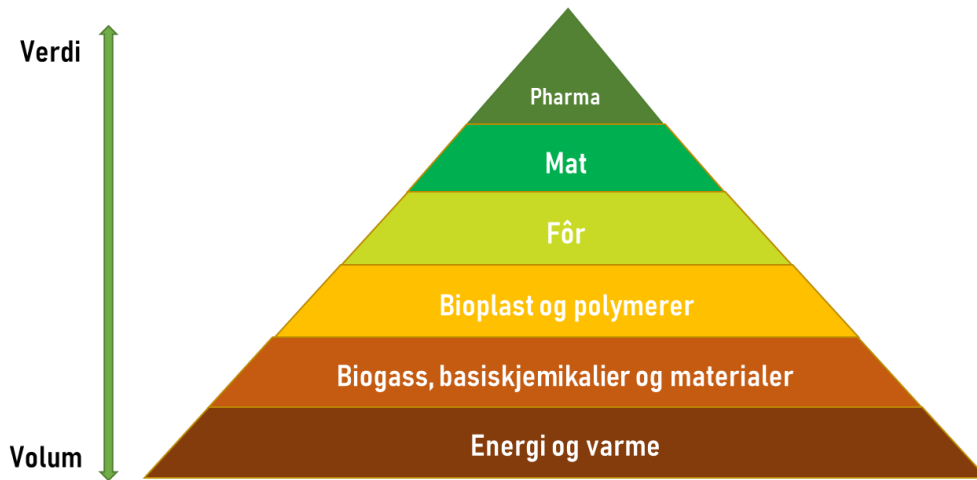 Verdi
Pharma
Mat
Fôr
Bioplast og polymerer
Biogass, basiskjemikalier og materialer
Energi og varme
Volum